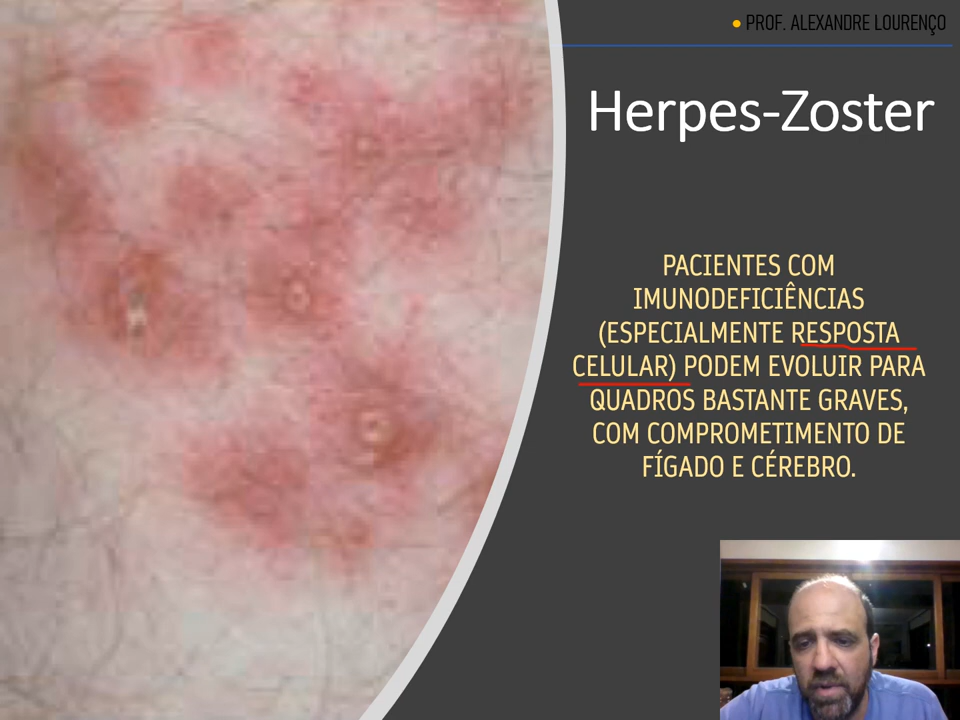 PROF. ALEXANDRE LOURENÇO
Herpes-Zoster
PACIENTES COM
IMUNODEFICIÊNCIAS
(ESPECIALMENTE RESPOSTA
CELULAR) PODEM EVOLUIR PARA
QUADROS BASTANTE GRAVES,
COM COMPROMETIMENTO DE
FÍGADO E CÉREBRO.